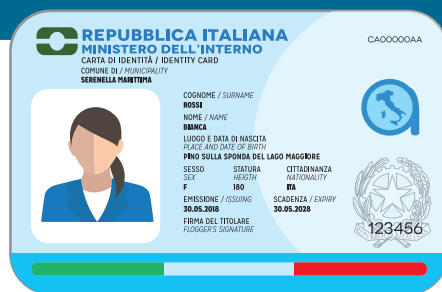 REPUBBLICA ITALIANA
MINISTERO DELL'INTERNO
CARTA DI IDENTITÀ / IDENTITY CARD
COMUNE DI / MUNICIPALITY
SERENELLA MARITTIMA
CA00000AA
COGNOME / SURNAME
ROSSI
NOME / NAME
BIANCA
LUOGO E DATA DI NASCITA
PLACE AND DATE OF BIRTH
PINO SULLA SPONDA DEL LAGO MAGGIORE
SESSO STATURA CITTADINANZA
SEX HEIGTH NATIONALITY
F 180 ITA
EMISSIONE / ISSUING SCADENZA / EXPIRY
30.05.2018 30.05.2028
FIRMA DEL TITOLARE
FLOGGER'S SIGNATURE
123456